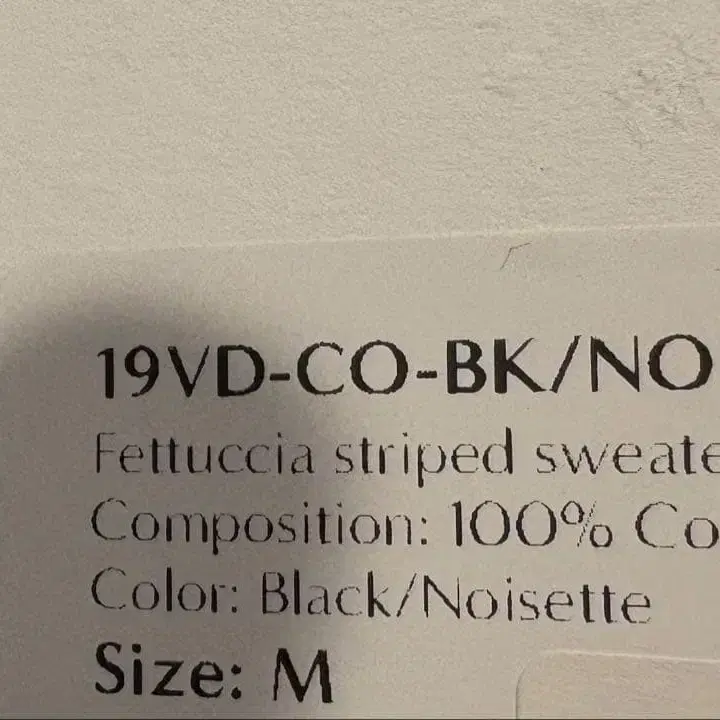 19VD-CO-BK/NO
Fettuccia striped sweate
Composition: 100% Co
Color: Black/Noisette
Size: M